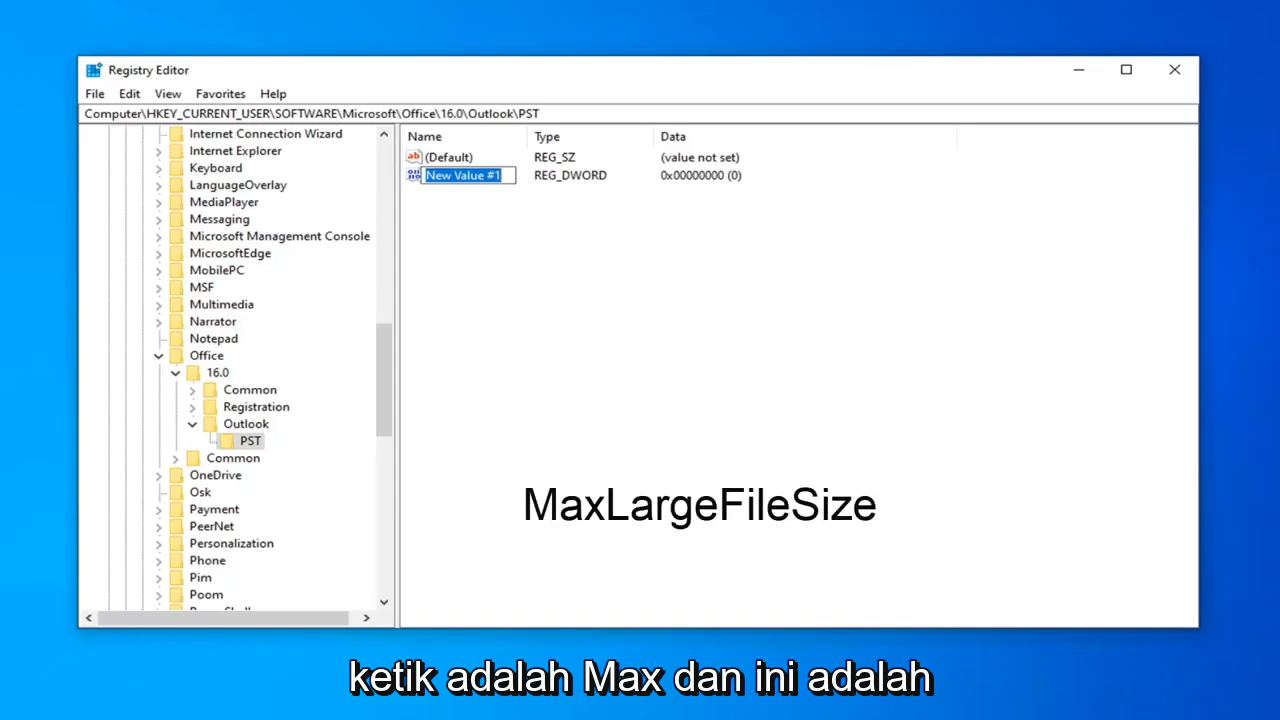 Registry Editor
File Edit View Favorites Help
Computer\HKEY_CURRENT_USER\SOFTWARE\Microsoft\Office\16.0\Outlook\PST
Internet Connection Wizard
Internet Explorer
Keyboard
LanguageOverlay
MediaPlayer
Messaging
Microsoft Management Console
MicrosoftEdge
MobilePC
MSF
Multimedia
Narrator
Notepad
Office
16.0
Common
Registration
Outlook
PST
Common
OneDrive
Osk
Payment
PeerNet
Personalization
Phone
Pim
Poom
Name Type Data
(Default) REG_SZ (value not set)
New Value #1 REG_DWORD 0x00000000 (0)
MaxLargeFileSize
ketik adalah Max dan ini adalah